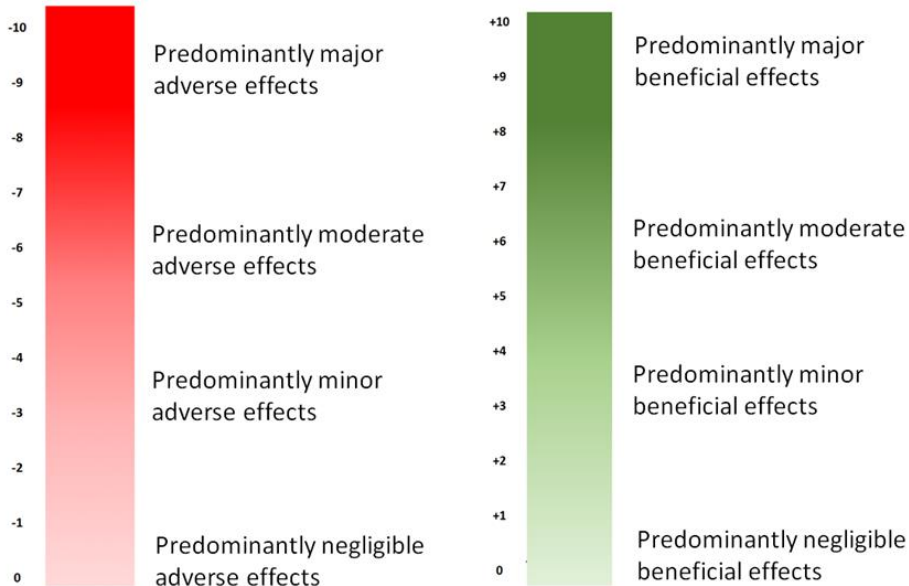 -10
Predominantly major
adverse effects
-9
-8
-7
Predominantly moderate
adverse effects
-6
-5
-4
Predominantly minor
adverse effects
-3
-2
-1
Predominantly negligible
adverse effects
0
+10
Predominantly major
beneficial effects
+9
+8
+7
Predominantly moderate
beneficial effects
+6
+5
+4
Predominantly minor
beneficial effects
+3
+2
+1
Predominantly negligible
beneficial effects
0